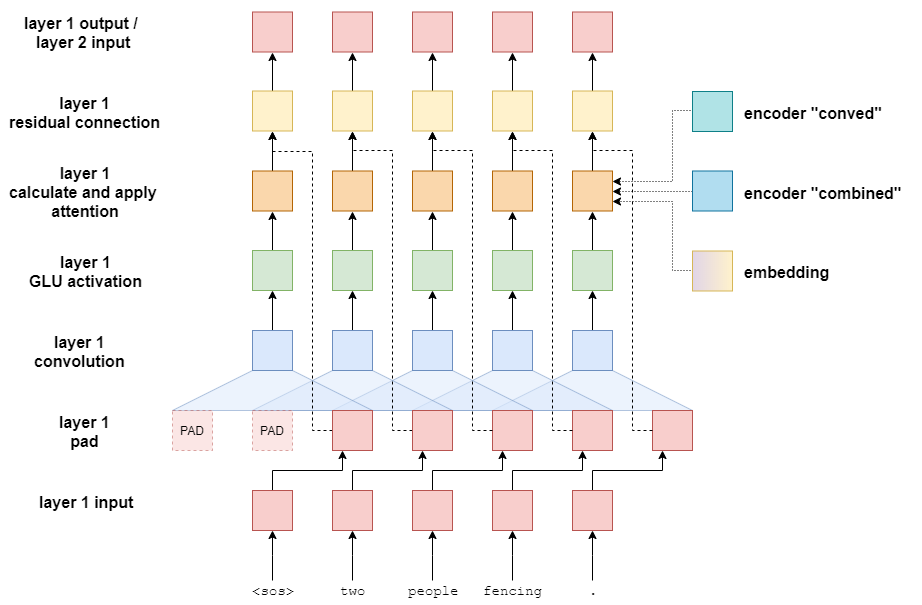 layer 1 output /
layer 2 input
layer 1
residual connection
encoder "conved"
layer 1
calculate and apply
attention
encoder "combined"
layer 1
GLU activation
embedding
layer 1
convolution
layer 1
pad
PAD
PAD
layer 1 input
<sos> two people fencing .